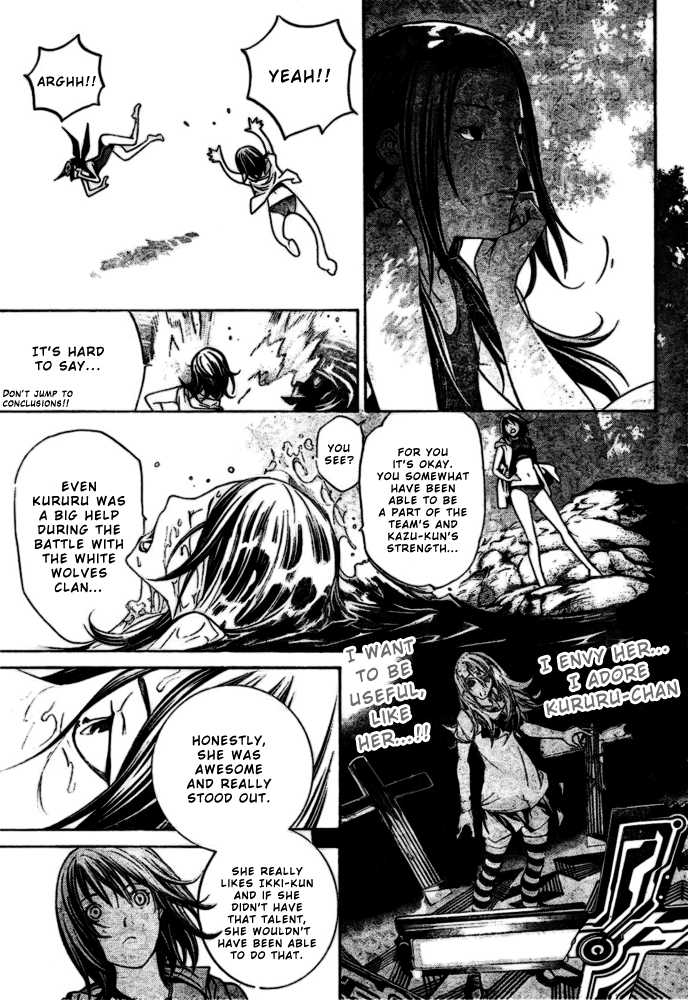 YEAH!!
ARGHH!!
IT'S HARD
TO SAY...
DON'T JUMP TO
CONCLUSIONS!!
FOR YOU
IT'S OKAY.
YOU SOMEWHAT
HAVE BEEN
ABLE TO BE
A PART OF THE
TEAM'S AND
KAZU-KUN'S
STRENGTH...
YOU
SEE?
EVEN
KURURU WAS
A BIG HELP
DURING THE
BATTLE WITH
THE WHITE
WOLVES
CLAN...
I ENVY HER...
I ADORE
KURURU-CHAN
I WANT
TO BE
USEFUL,
LIKE
HER...!!
HONESTLY,
SHE WAS
AWESOME
AND REALLY
STOOD OUT.
SHE REALLY
LIKES IKKI-KUN
AND IF SHE
DIDN'T HAVE
THAT TALENT,
SHE WOULDN'T
HAVE BEEN ABLE
TO DO THAT.